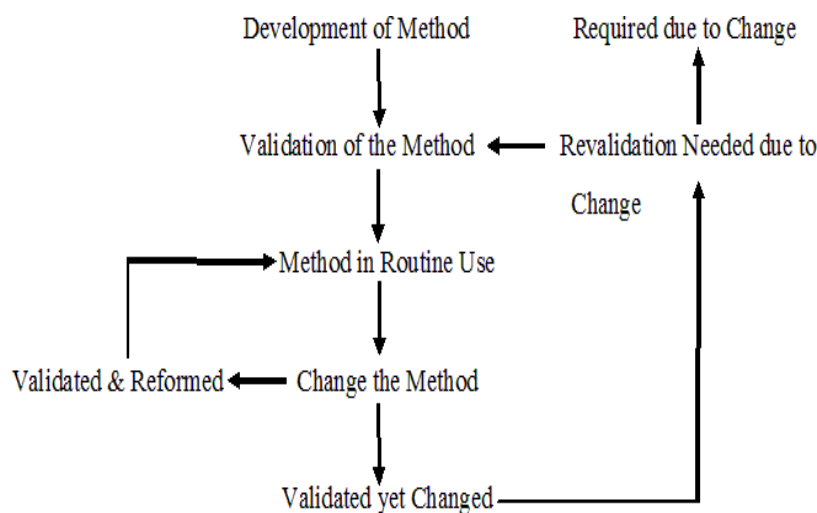 Development of Method
Required due to Change
Validation of the Method
Revalidation Needed due to
Change
Method in Routine Use
Validated & Reformed
Change the Method
Validated yet Changed